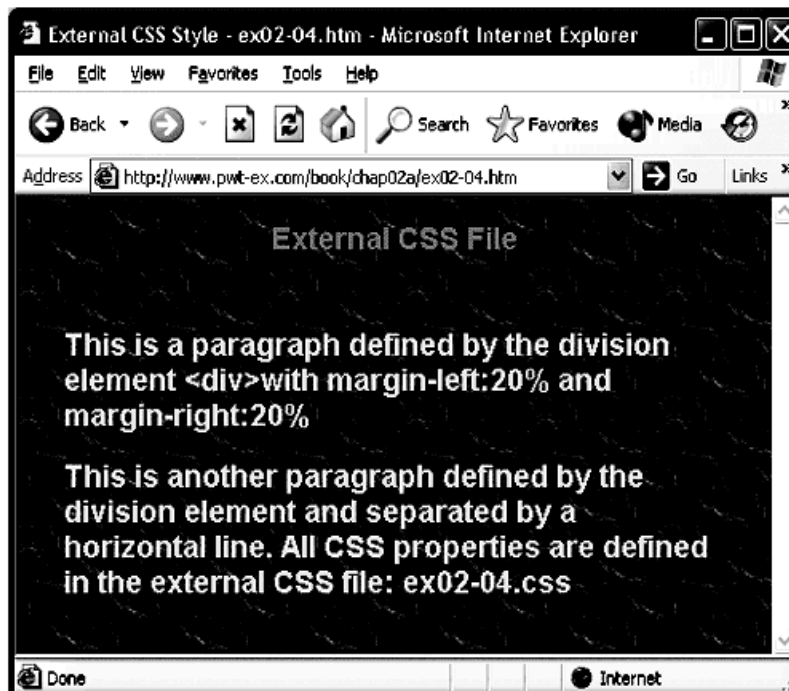 External CSS Style - ex02-04.htm - Microsoft Internet Explorer
File Edit View Favorites Tools Help
Back Search Favorites Media »
Address http://www.pwt-ex.com/book/chap02a/ex02-04.htm Go Links »
External CSS File
This is a paragraph defined by the division
element <div>with margin-left:20% and
margin-right:20%
This is another paragraph defined by the
division element and separated by a
horizontal line. All CSS properties are defined
in the external CSS file: ex02-04.css
Done Internet